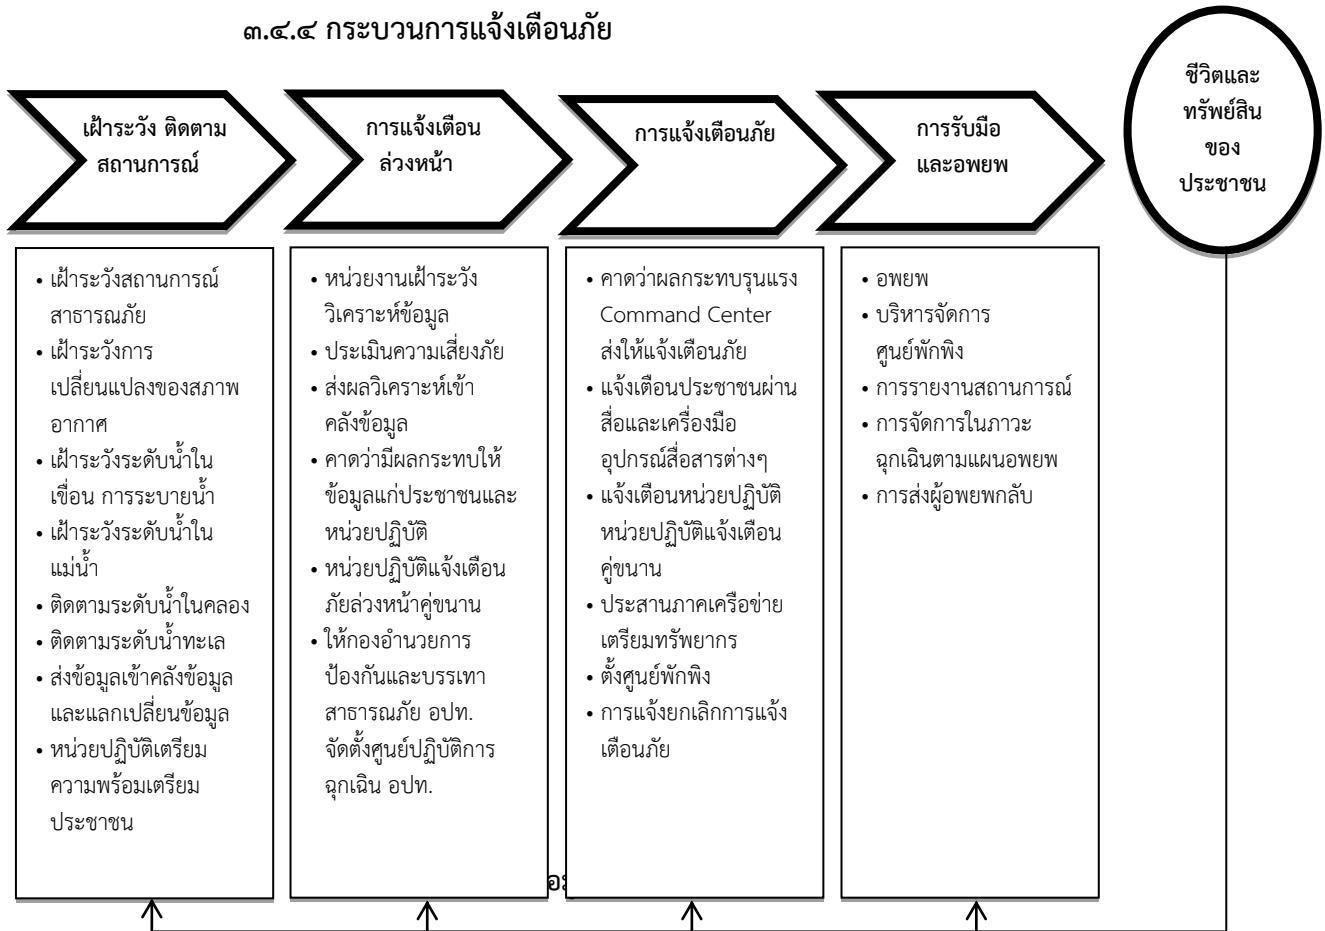 ๓.๔.๔ กระบวนการแจ้งเตือนภัย
เฝ้าระวัง ติดตาม
สถานการณ์
การแจ้งเตือน
ล่วงหน้า
การแจ้งเตือนภัย
การรับมือ
และอพยพ
ชีวิตและ
ทรัพย์สิน
ของ
ประชาชน
• เฝ้าระวังสถานการณ์
สาธารณภัย
• เฝ้าระวังการ
เปลี่ยนแปลงของสภาพ
อากาศ
• เฝ้าระวังระดับน้ำใน
เขื่อน การระบายน้ำ
• เฝ้าระวังระดับน้ำใน
แม่น้ำ
• ติดตามระดับน้ำในคลอง
• ติดตามระดับน้ำทะเล
• ส่งข้อมูลเข้าคลังข้อมูล
และแลกเปลี่ยนข้อมูล
• หน่วยปฏิบัติเตรียม
ความพร้อมเตรียม
ประชาชน
• หน่วยงานเฝ้าระวัง
วิเคราะห์ข้อมูล
• ประเมินความเสี่ยงภัย
• ส่งผลวิเคราะห์เข้า
คลังข้อมูล
• คาดว่ามีผลกระทบให้
ข้อมูลแก่ประชาชนและ
หน่วยปฏิบัติ
• หน่วยปฏิบัติแจ้งเตือน
ภัยล่วงหน้าคู่ขนาน
• ให้กองอำนวยการ
ป้องกันและบรรเทา
สาธารณภัย อปท.
จัดตั้งศูนย์ปฏิบัติการ
ฉุกเฉิน อปท.
• คาดว่าผลกระทบรุนแรง
Command Center
ส่งให้แจ้งเตือนภัย
• แจ้งเตือนประชาชนผ่าน
สื่อและเครื่องมือ
อุปกรณ์สื่อสารต่างๆ
• แจ้งเตือนหน่วยปฏิบัติ
หน่วยปฏิบัติแจ้งเตือน
คู่ขนาน
• ประสานภาคเครือข่าย
เตรียมทรัพยากร
• ตั้งศูนย์พักพิง
• การแจ้งยกเลิกการแจ้ง
เตือนภัย
• อพยพ
• บริหารจัดการ
ศูนย์พักพิง
• การรายงานสถานการณ์
• การจัดการในภาวะ
ฉุกเฉินตามแผนอพยพ
• การส่งผู้อพยพกลับ